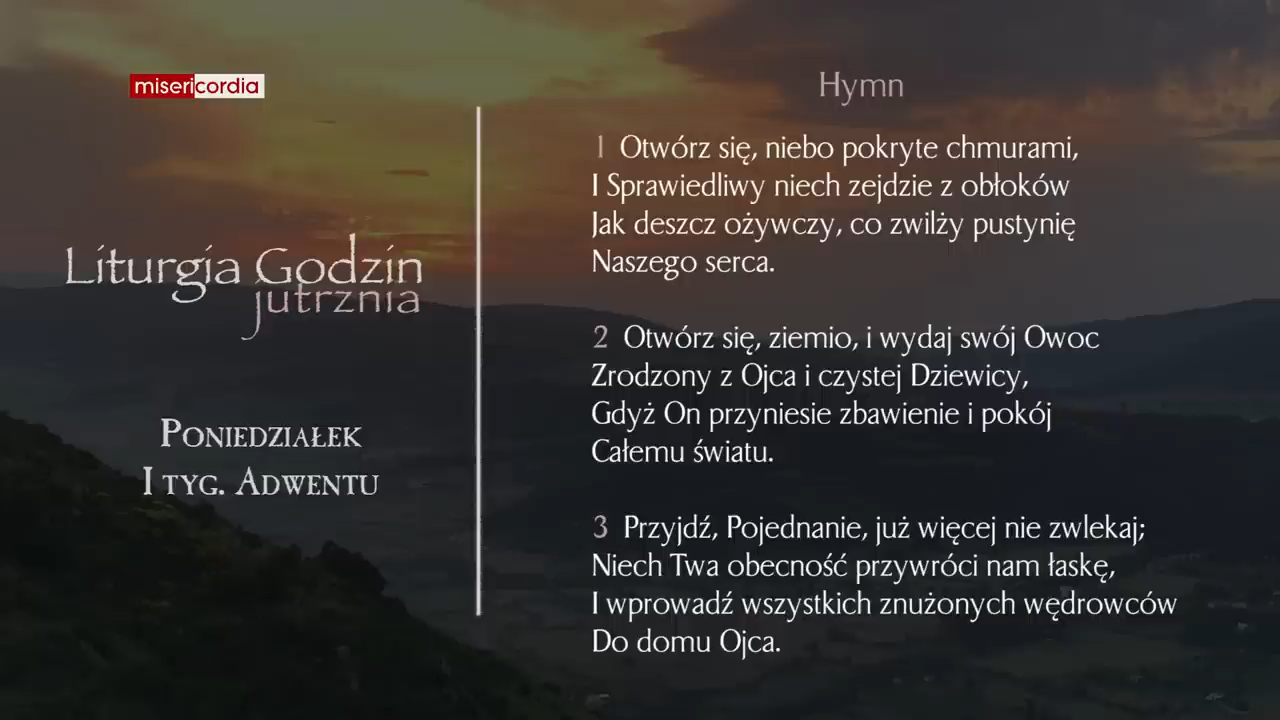 misericordia
Liturgia Godzin
jutrznia
Poniedziałek
I tyg. Adwentu
Hymn
1 Otwórz się, niebo pokryte chmurami,
I Sprawiedliwy niech zejdzie z obłoków
Jak deszcz ożywczy, co zwilży pustynię
Naszego serca.
2 Otwórz się, ziemio, i wydaj swój Owoc
Zrodzony z Ojca i czystej Dziewicy,
Gdyż On przyniesie zbawienie i pokój
Całemu światu.
3 Przyjdź, Pojednanie, już więcej nie zwlekaj;
Niech Twa obecność przywróci nam łaskę,
I wprowadź wszystkich znużonych wędrowców
Do domu Ojca.